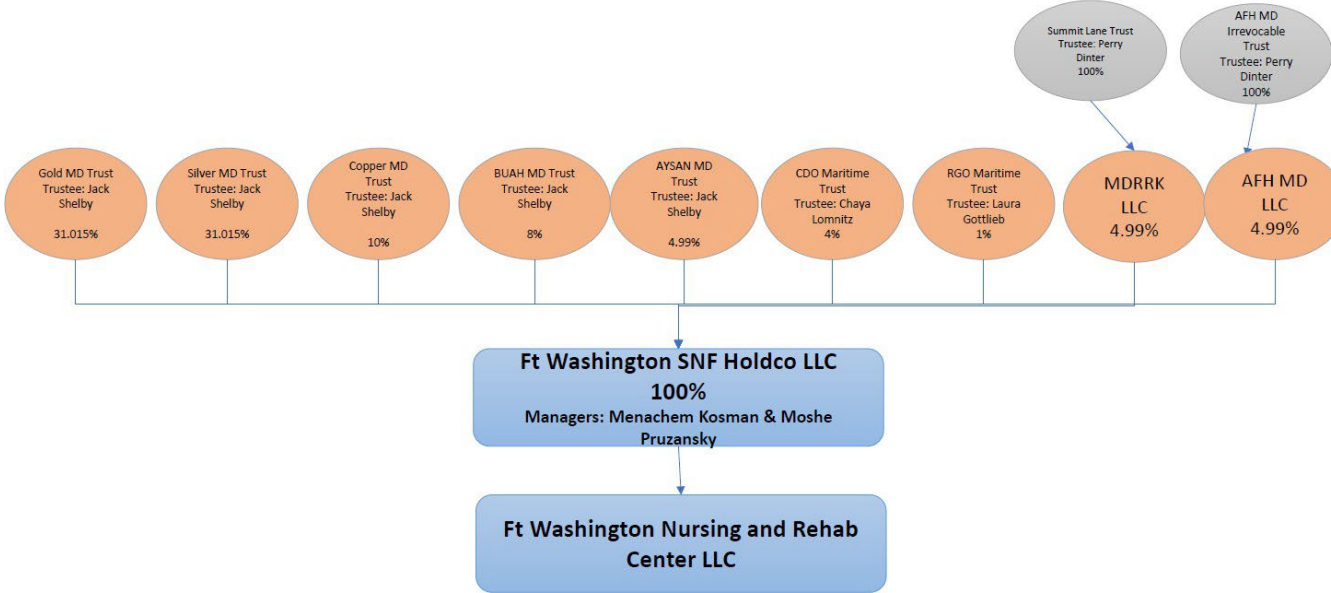 Summit Lane Trust
Trustee: Perry
Dinter
100%
AFH MD
Irrevocable
Trust
Trustee: Perry
Dinter
100%
Gold MD Trust
Trustee: Jack
Shelby
31.015%
Silver MD Trust
Trustee: Jack
Shelby
31.015%
Copper MD
Trust
Trustee: Jack
Shelby
10%
BUAH MD Trust
Trustee: Jack
Shelby
8%
AYSAN MD
Trust
Trustee: Jack
Shelby
4.99%
CDO Maritime
Trust
Trustee: Chaya
Lomnitz
4%
RGO Maritime
Trust
Trustee: Laura
Gottlieb
1%
MDRRK
LLC
4.99%
AFH MD
LLC
4.99%
Ft Washington SNF Holdco LLC
100%
Managers: Menachem Kosman & Moshe
Pruzansky
Ft Washington Nursing and Rehab
Center LLC